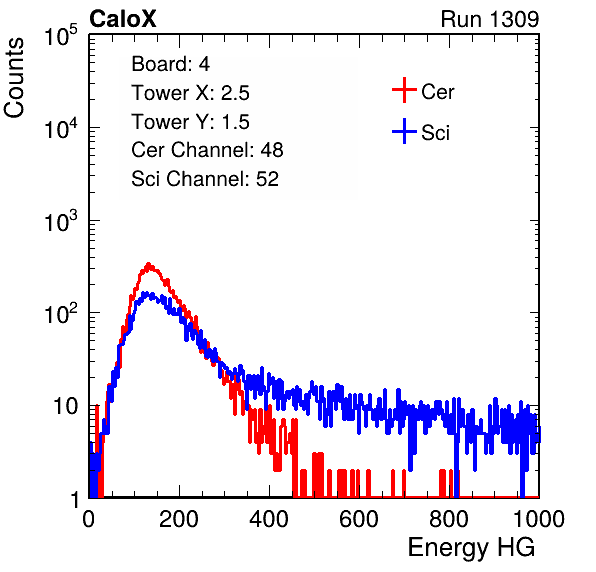 CaloX Run 1309
Counts
10^5
10^4
10^3
10^2
10
1
Board: 4
Tower X: 2.5
Tower Y: 1.5
Cer Channel: 48
Sci Channel: 52
Cer
Sci
0 200 400 600 800 1000
Energy HG